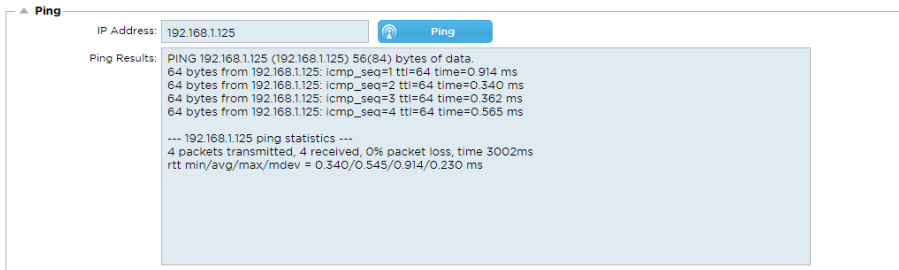 Ping
IP Address: 192.168.1.125 Ping
Ping Results: PING 192.168.1.125 (192.168.1.125) 56(84) bytes of data.
64 bytes from 192.168.1.125: icmp_seq=1 ttl=64 time=0.914 ms
64 bytes from 192.168.1.125: icmp_seq=2 ttl=64 time=0.340 ms
64 bytes from 192.168.1.125: icmp_seq=3 ttl=64 time=0.362 ms
64 bytes from 192.168.1.125: icmp_seq=4 ttl=64 time=0.565 ms
--- 192.168.1.125 ping statistics ---
4 packets transmitted, 4 received, 0% packet loss, time 3002ms
rtt min/avg/max/mdev = 0.340/0.545/0.914/0.230 ms